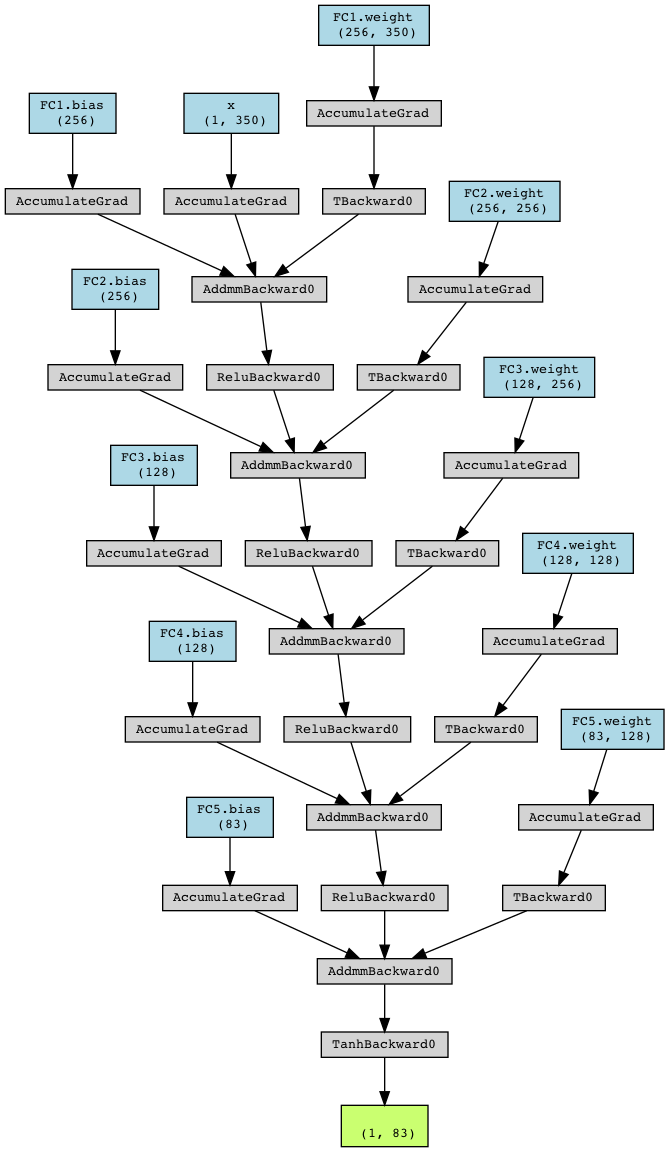 FC1.weight
(256, 350)
FC1.bias
(256)
x
(1, 350)
AccumulateGrad
AccumulateGrad
AccumulateGrad
TBackward0
FC2.weight
(256, 256)
FC2.bias
(256)
AddmmBackward0
AccumulateGrad
AccumulateGrad
ReluBackward0
TBackward0
FC3.weight
(128, 256)
FC3.bias
(128)
AddmmBackward0
AccumulateGrad
AccumulateGrad
ReluBackward0
TBackward0
FC4.weight
(128, 128)
FC4.bias
(128)
AddmmBackward0
AccumulateGrad
AccumulateGrad
ReluBackward0
TBackward0
FC5.weight
(83, 128)
FC5.bias
(83)
AddmmBackward0
AccumulateGrad
AccumulateGrad
ReluBackward0
TBackward0
AddmmBackward0
TanhBackward0
(1, 83)